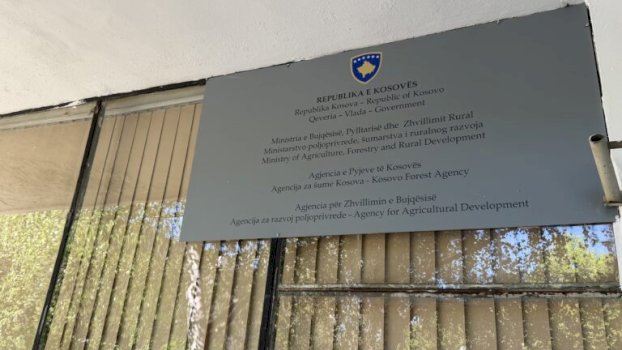 REPUBLIKA E KOSOVËS
Republika Kosova – Republic of Kosovo
Qeveria – Vlada – Government
Ministria e Bujqësisë, Pylltarisë dhe Zhvillimit Rural
Ministarstvo poljoprivrede, šumarstva i ruralnog razvoja
Ministry of Agriculture, Forestry and Rural Development
Agjencia e Pyjeve të Kosovës
Agencija za šume Kosova - Kosovo Forest Agency
Agjencia për Zhvillimin e Bujqësisë
Agencija za razvoj poljoprivrede - Agency for Agricultural Development